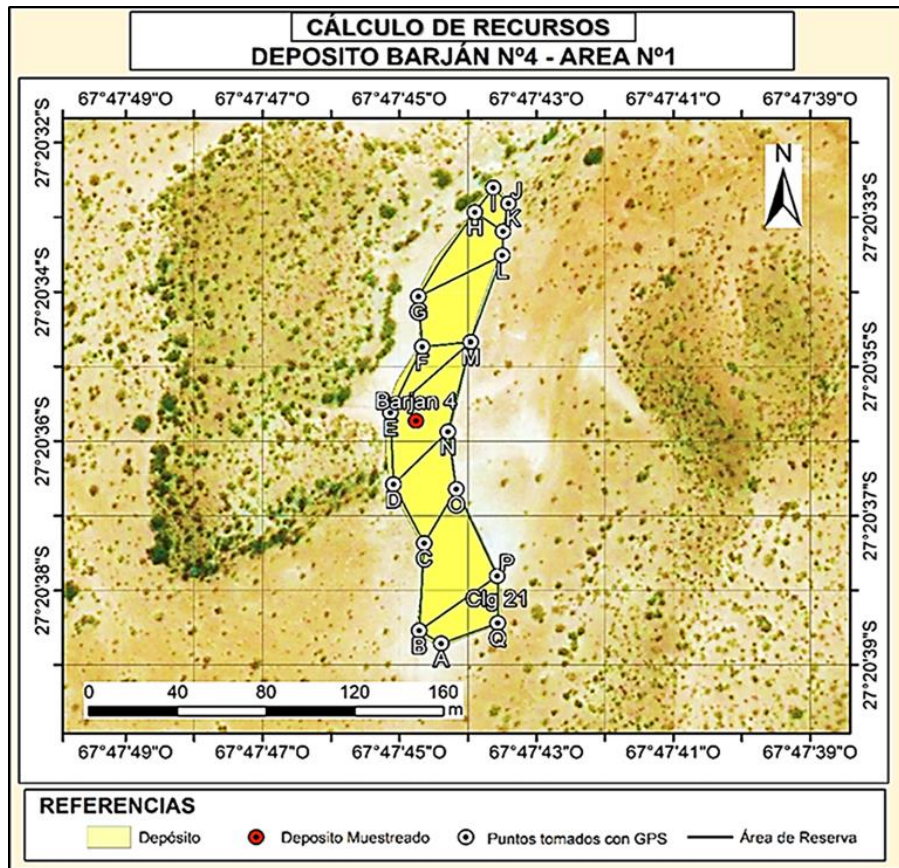 CÁLCULO DE RECURSOS
DEPOSITO BARJÁN Nº4 - AREA Nº1
67°47'49"O 67°47'47"O 67°47'45"O 67°47'43"O 67°47'41"O 67°47'39"O
27°20'32"S
27°20'33"S
27°20'34"S
27°20'35"S
27°20'36"S
27°20'37"S
27°20'38"S
27°20'39"S
N
I
J
H
K
L
G
F
M
Barjan 4
E
N
D
O
C
P
Clg 21
B
A
Q
0 40 80 120 160
m
67°47'49"O 67°47'47"O 67°47'45"O 67°47'43"O 67°47'41"O 67°47'39"O
REFERENCIAS
Depósito Deposito Muestreado Puntos tomados con GPS Área de Reserva